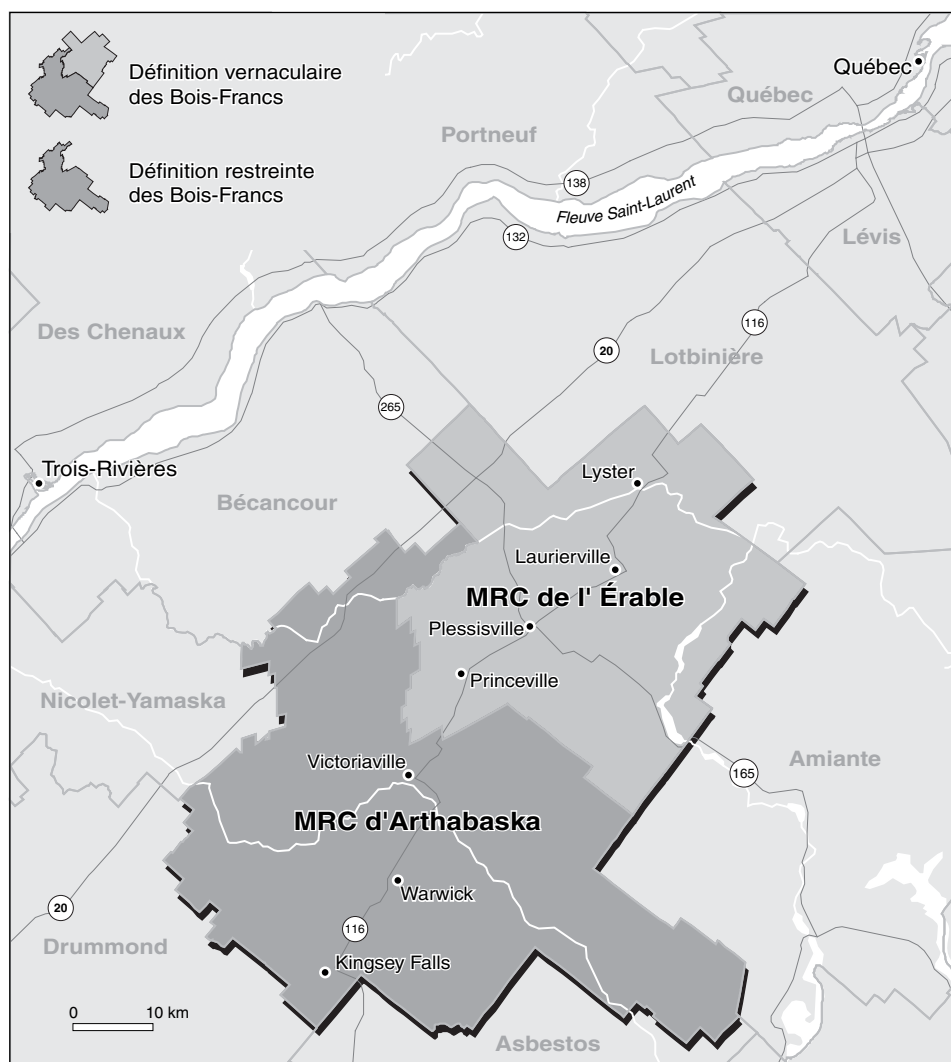 Définition vernaculaire
des Bois-Francs
Définition restreinte
des Bois-Francs
Québec
Québec
Portneuf
138
Fleuve Saint-Laurent
132
Lévis
Des Chenaux
116
20
Lotbinière
265
Trois-Rivières
Lyster
Bécancour
Laurierville
MRC de l' Érable
Plessisville
Princeville
Nicolet-Yamaska
Victoriaville
165
Amiante
MRC d'Arthabaska
Warwick
20
116
Drummond
Kingsey Falls
0 10 km
Asbestos